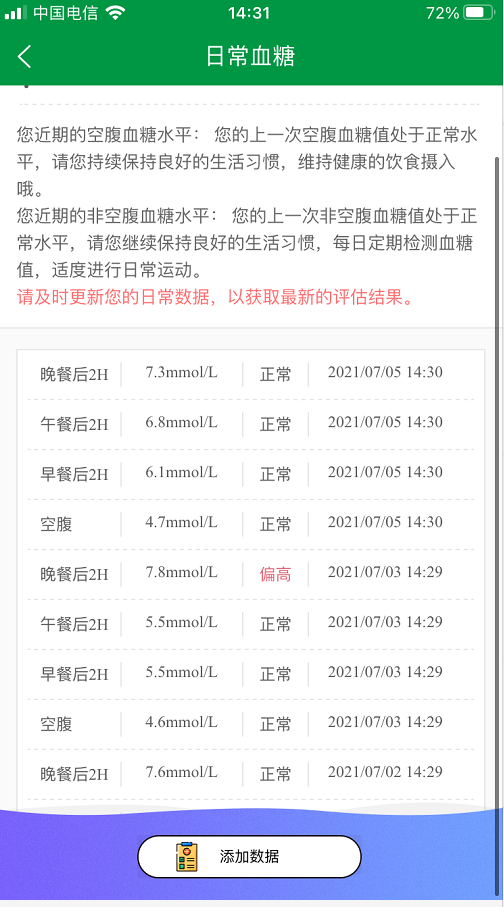 中国电信 14:31 72%
日常血糖
您近期的空腹血糖水平： 您的上一次空腹血糖值处于正常水
平，请您持续保持良好的生活习惯，维持健康的饮食摄入
哦。
您近期的非空腹血糖水平： 您的上一次非空腹血糖值处于正
常水平，请您继续保持良好的生活习惯，每日定期检测血糖
值，适度进行日常运动。
请及时更新您的日常数据，以获取最新的评估结果。
晚餐后2H 7.3mmol/L 正常 2021/07/05 14:30
午餐后2H 6.8mmol/L 正常 2021/07/05 14:30
早餐后2H 6.1mmol/L 正常 2021/07/05 14:30
空腹 4.7mmol/L 正常 2021/07/05 14:30
晚餐后2H 7.8mmol/L 偏高 2021/07/03 14:29
午餐后2H 5.5mmol/L 正常 2021/07/03 14:29
早餐后2H 5.5mmol/L 正常 2021/07/03 14:29
空腹 4.6mmol/L 正常 2021/07/03 14:29
晚餐后2H 7.6mmol/L 正常 2021/07/02 14:29
添加数据